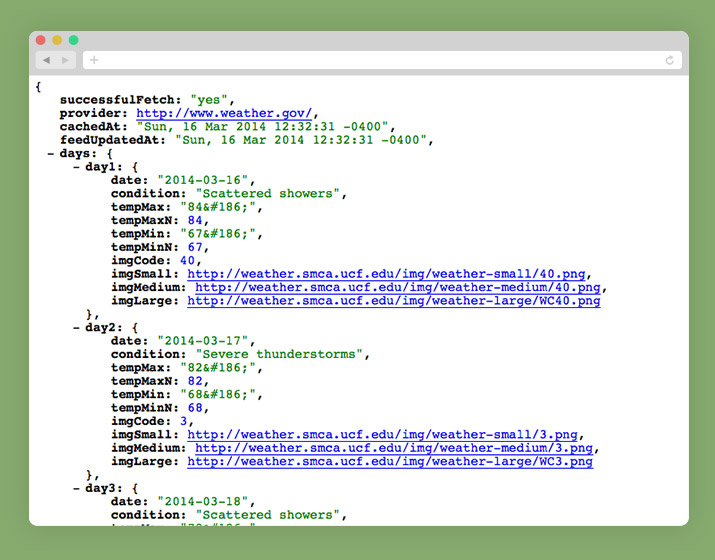 {
successfulFetch: "yes",
provider: http://www.weather.gov/,
cachedAt: "Sun, 16 Mar 2014 12:32:31 -0400",
feedUpdatedAt: "Sun, 16 Mar 2014 12:32:31 -0400",
- days: {
- day1: {
date: "2014-03-16",
condition: "Scattered showers",
tempMax: "84&#186;",
tempMaxN: 84,
tempMin: "67&#186;",
tempMinN: 67,
imgCode: 40,
imgSmall: http://weather.smca.ucf.edu/img/weather-small/40.png,
imgMedium: http://weather.smca.ucf.edu/img/weather-medium/40.png,
imgLarge: http://weather.smca.ucf.edu/img/weather-large/WC40.png
},
- day2: {
date: "2014-03-17",
condition: "Severe thunderstorms",
tempMax: "82&#186;",
tempMaxN: 82,
tempMin: "68&#186;",
tempMinN: 68,
imgCode: 3,
imgSmall: http://weather.smca.ucf.edu/img/weather-small/3.png,
imgMedium: http://weather.smca.ucf.edu/img/weather-medium/3.png,
imgLarge: http://weather.smca.ucf.edu/img/weather-large/WC3.png
},
- day3: {
date: "2014-03-18",
condition: "Scattered showers",